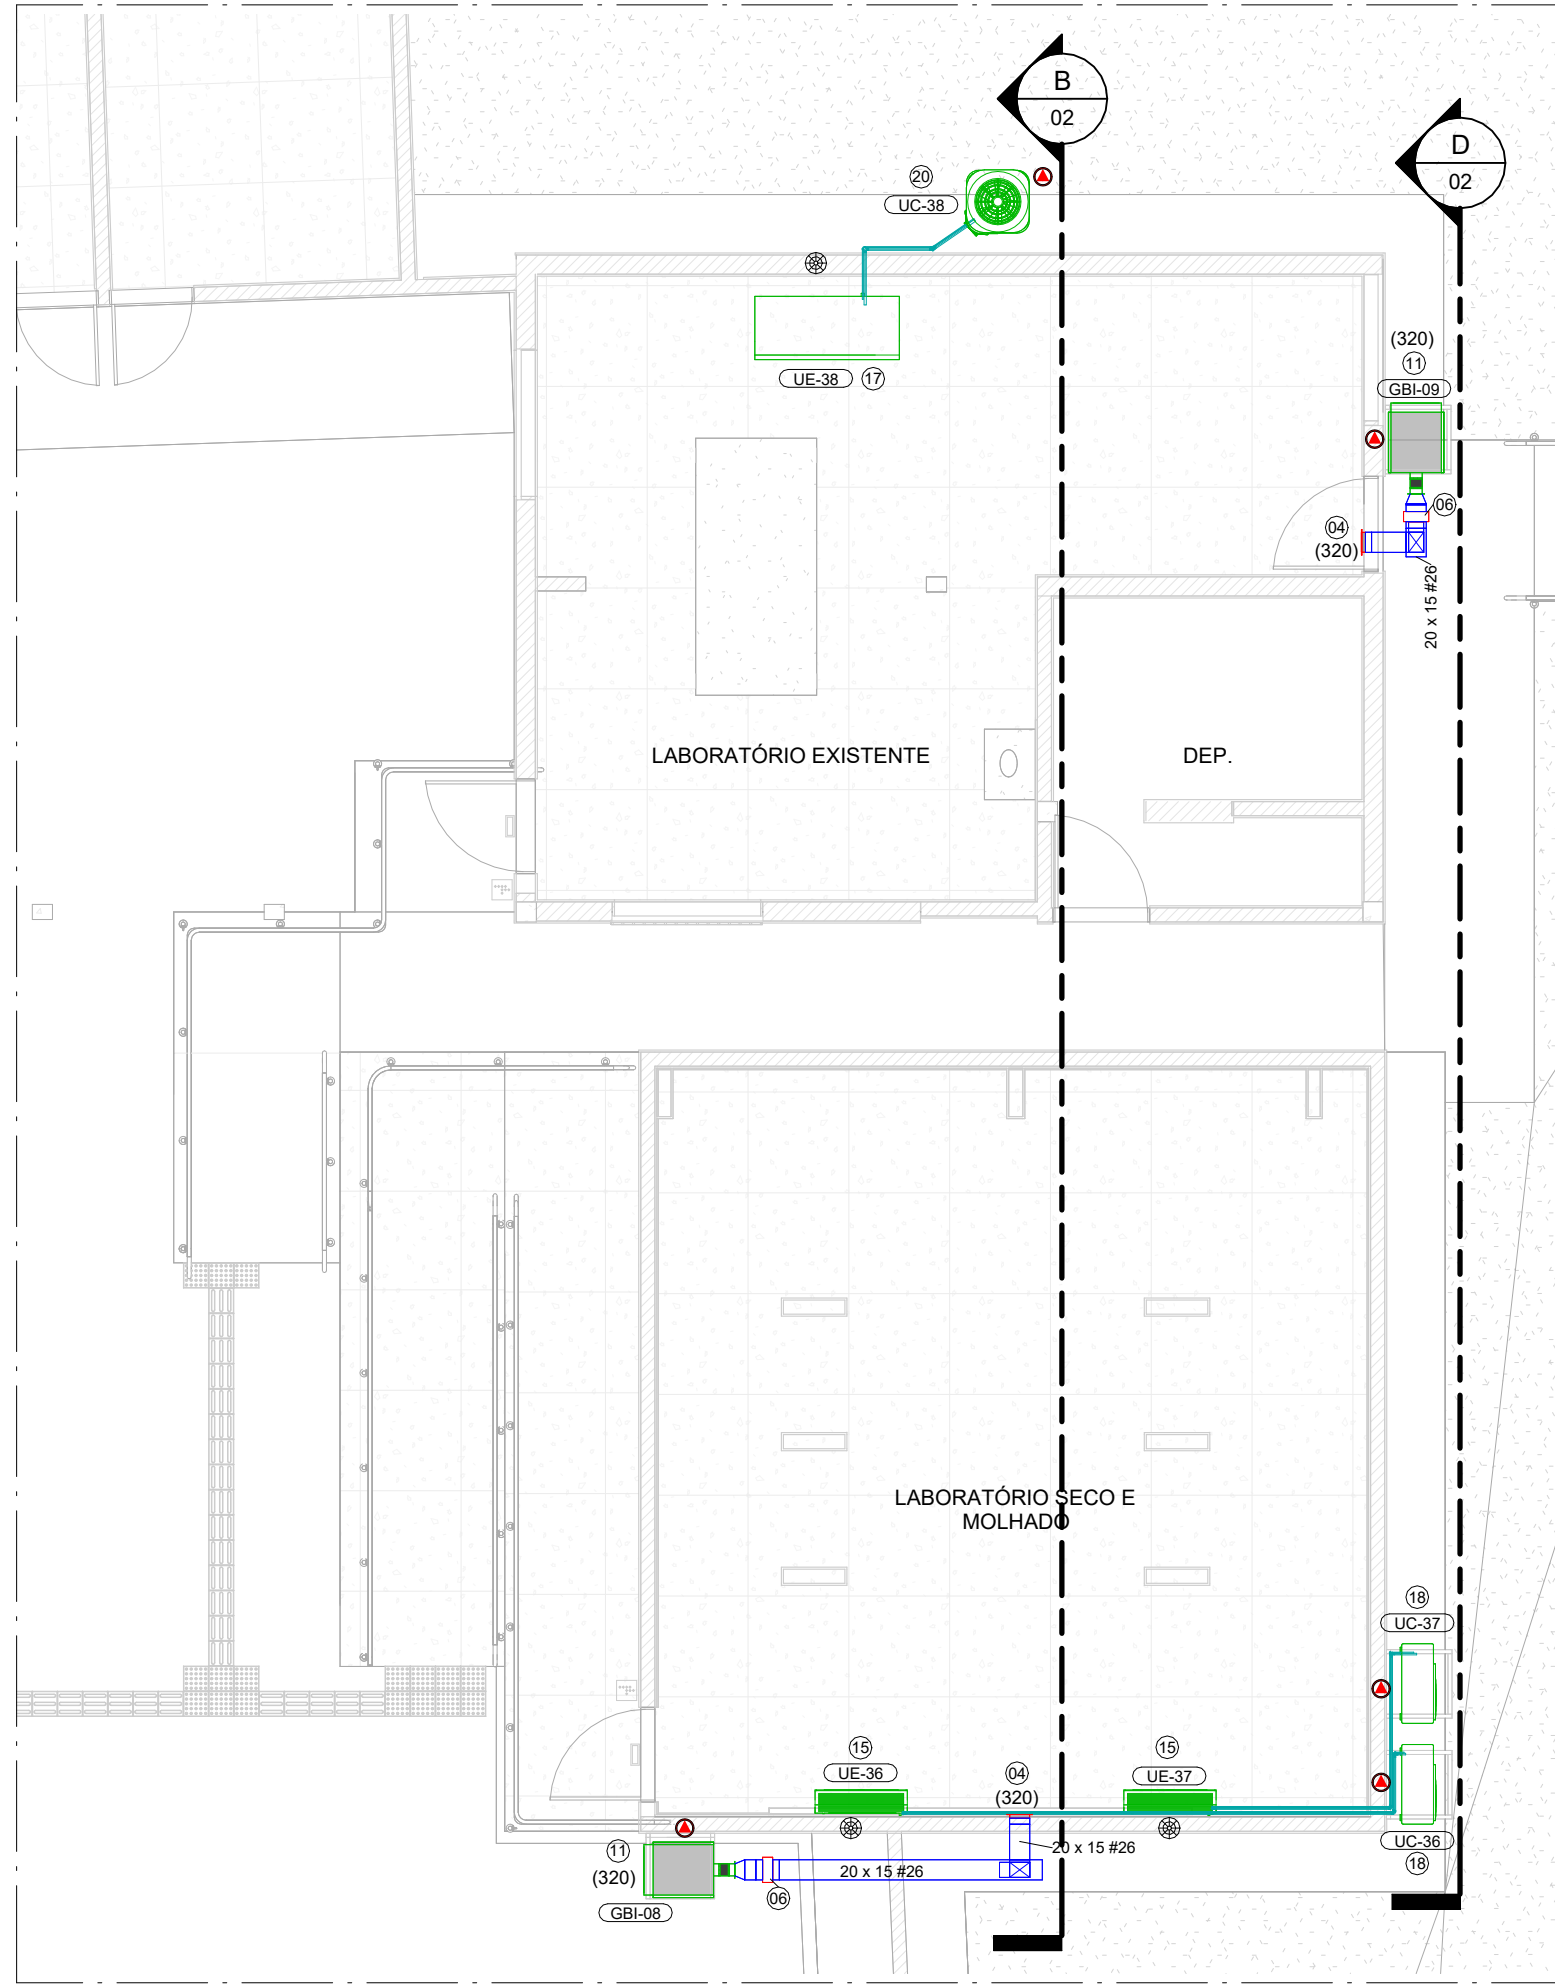 B
02
D
02
20
UC-38
(320)
11
GBI-09
UE-38 17
06
04
(320)
20 x 15 #26
LABORATÓRIO EXISTENTE
DEP.
LABORATÓRIO SECO E
MOLHADO
18
UC-37
15
UE-36
04
(320)
15
UE-37
UC-36
18
11
(320)
GBI-08
06
20 x 15 #26
20 x 15 #26